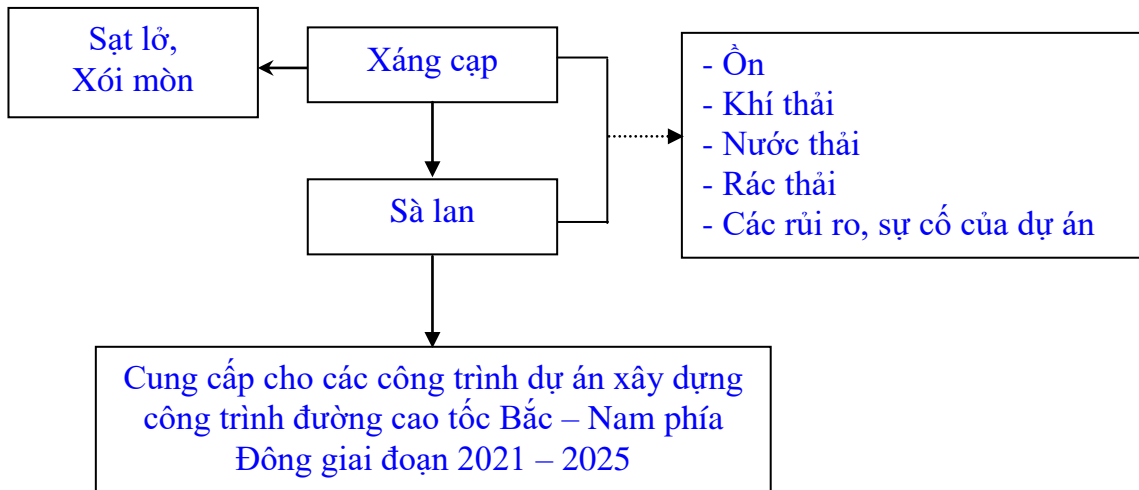 Sạt lở,
Xói mòn
Xáng cạp
- Ồn
- Khí thải
- Nước thải
- Rác thải
- Các rủi ro, sự cố của dự án
Sà lan
Cung cấp cho các công trình dự án xây dựng
công trình đường cao tốc Bắc – Nam phía
Đông giai đoạn 2021 – 2025